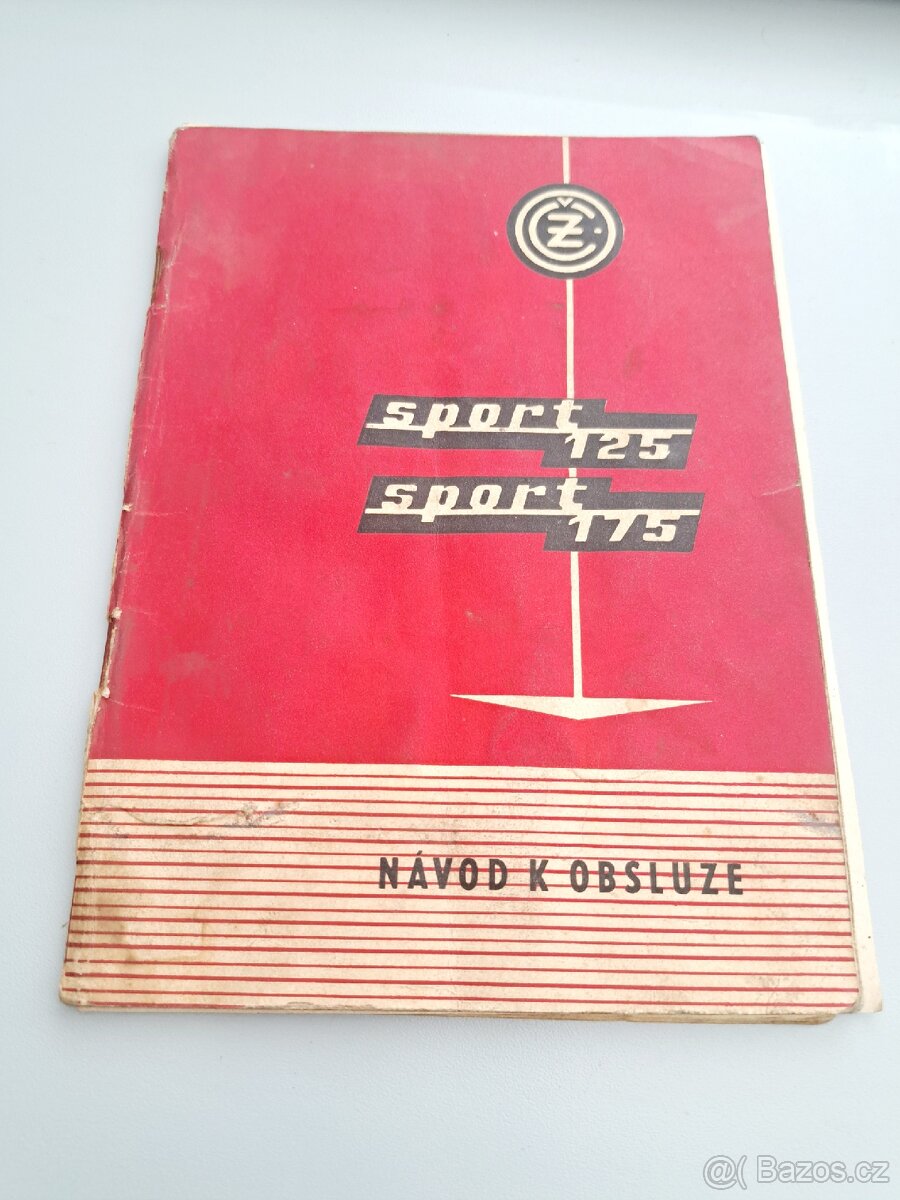 ČZ
sport
125
sport
175
NÁVOD K OBSLUZE
@( Bazos.cz